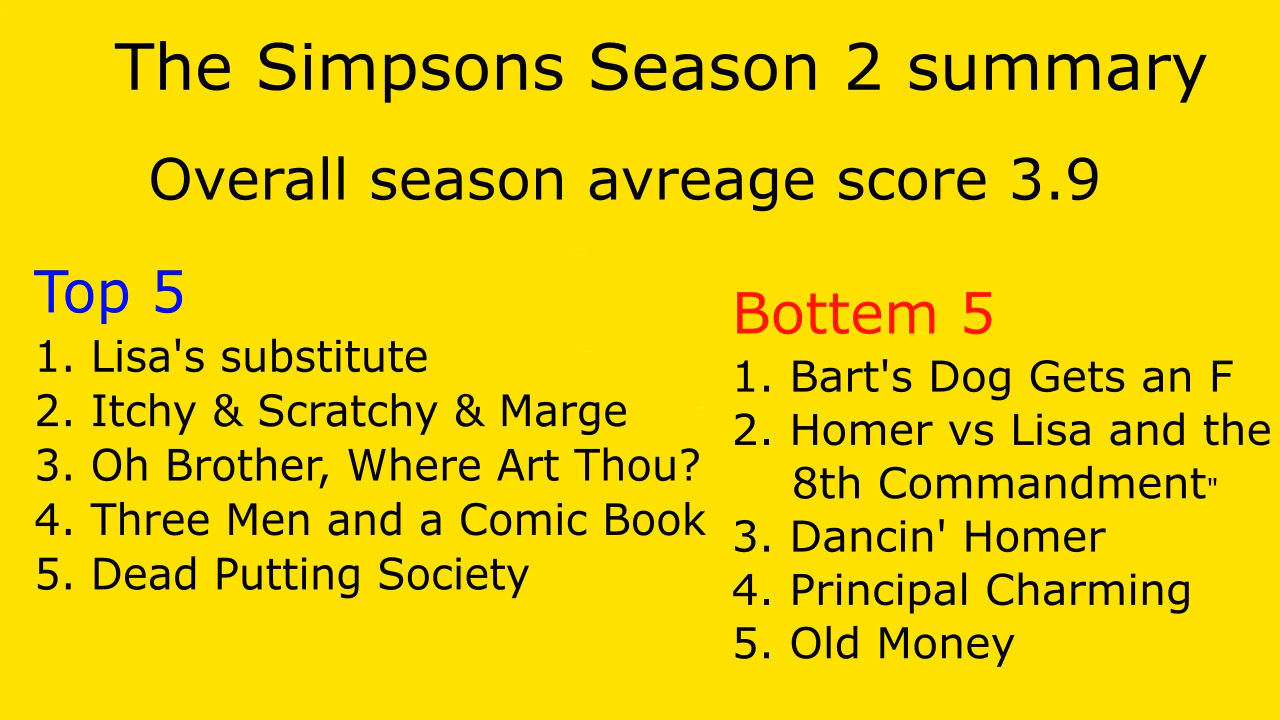 The Simpsons Season 2 summary
Overall season avreage score 3.9
Top 5
1. Lisa's substitute
2. Itchy & Scratchy & Marge
3. Oh Brother, Where Art Thou?
4. Three Men and a Comic Book
5. Dead Putting Society
Bottem 5
1. Bart's Dog Gets an F
2. Homer vs Lisa and the
8th Commandment"
3. Dancin' Homer
4. Principal Charming
5. Old Money